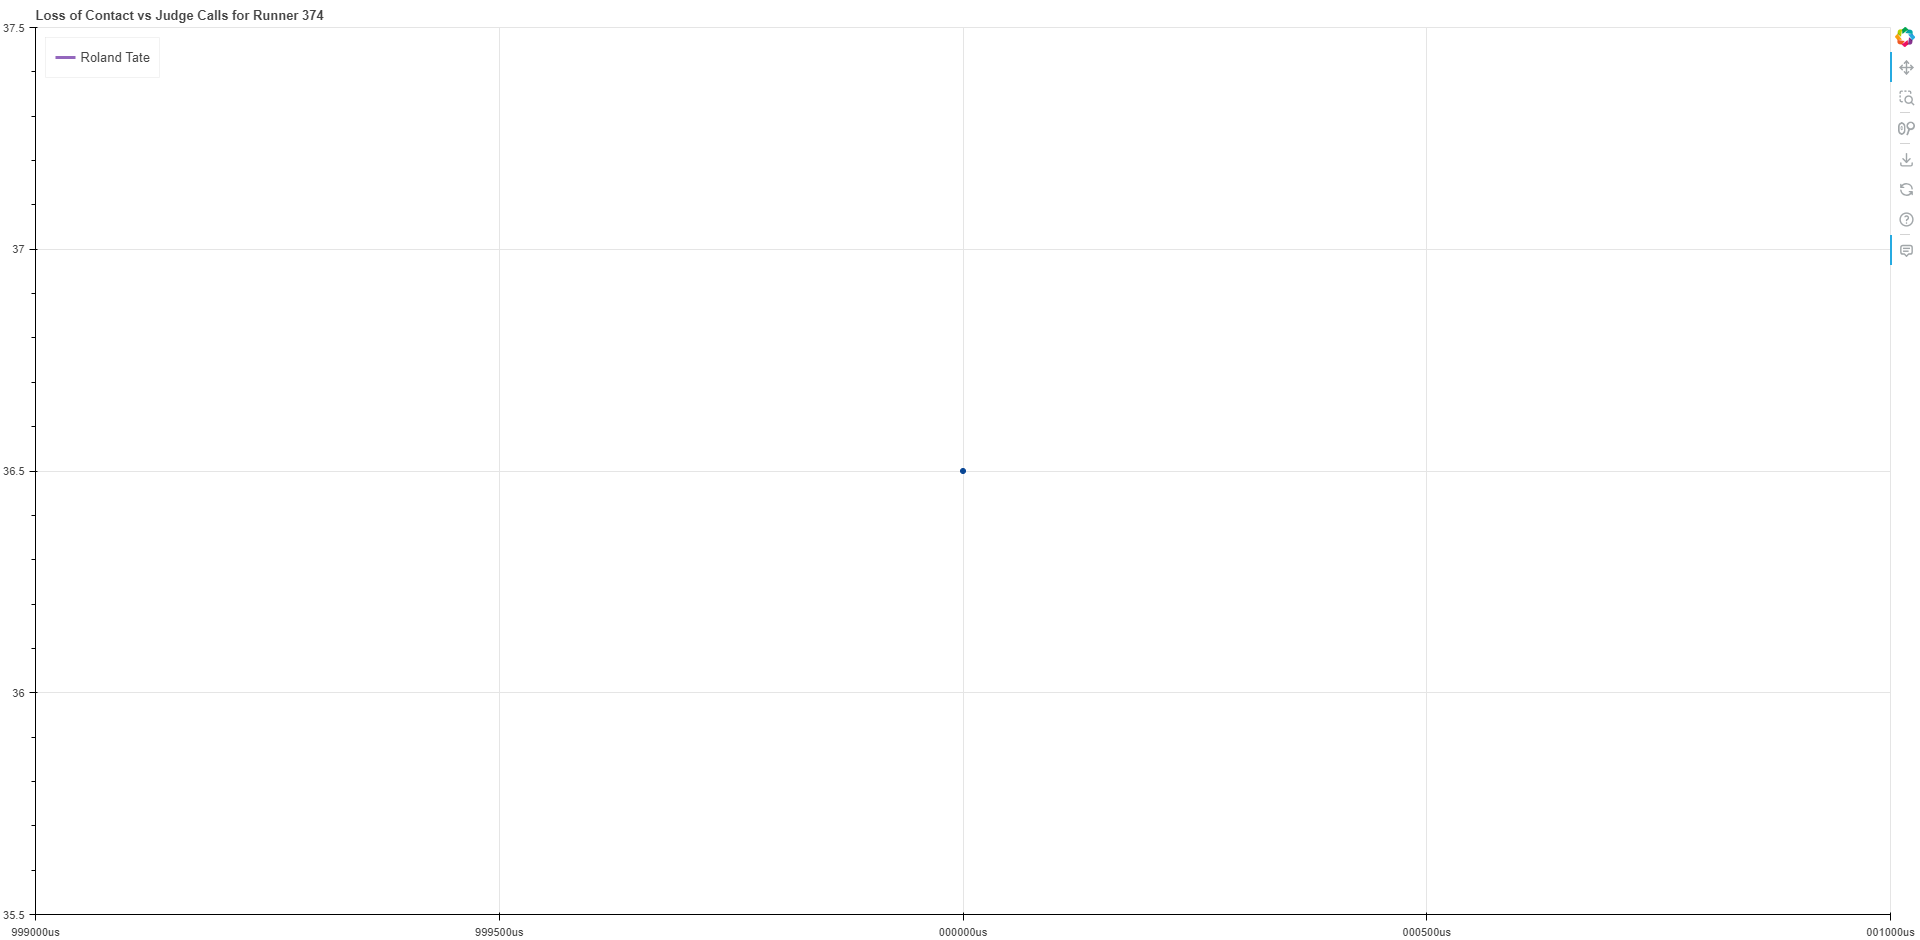 Loss of Contact vs Judge Calls for Runner 374
Roland Tate
37.5
37
36.5
36
35.5
999000us
999500us
000000us
000500us
001000us